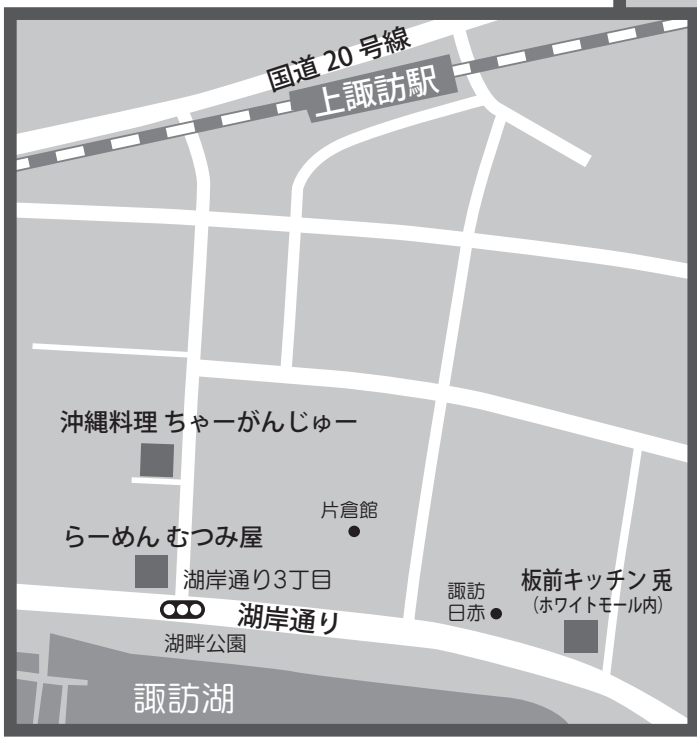 国道 20 号線
上諏訪駅
沖縄料理 ちゃーがんじゅー
片倉館
らーめん むつみ屋
湖岸通り3丁目
諏訪
日赤
板前キッチン 兎
(ホワイトモール内)
湖岸通り
湖畔公園
諏訪湖